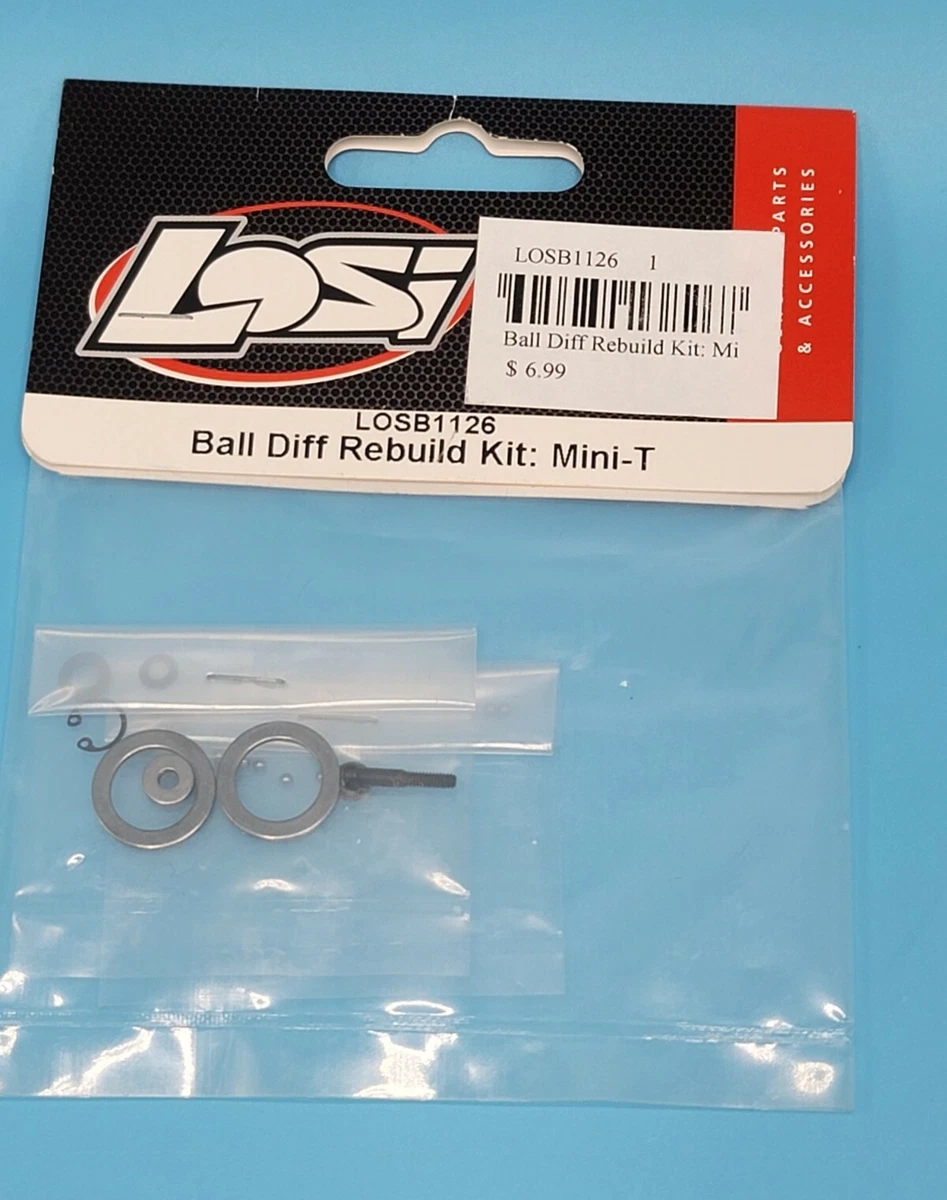 LOSI
PARTS
& ACCESSORIES
LOSB1126 1
Ball Diff Rebuild Kit: Mi
$ 6.99
LOSB1126
Ball Diff Rebuild Kit: Mini-T